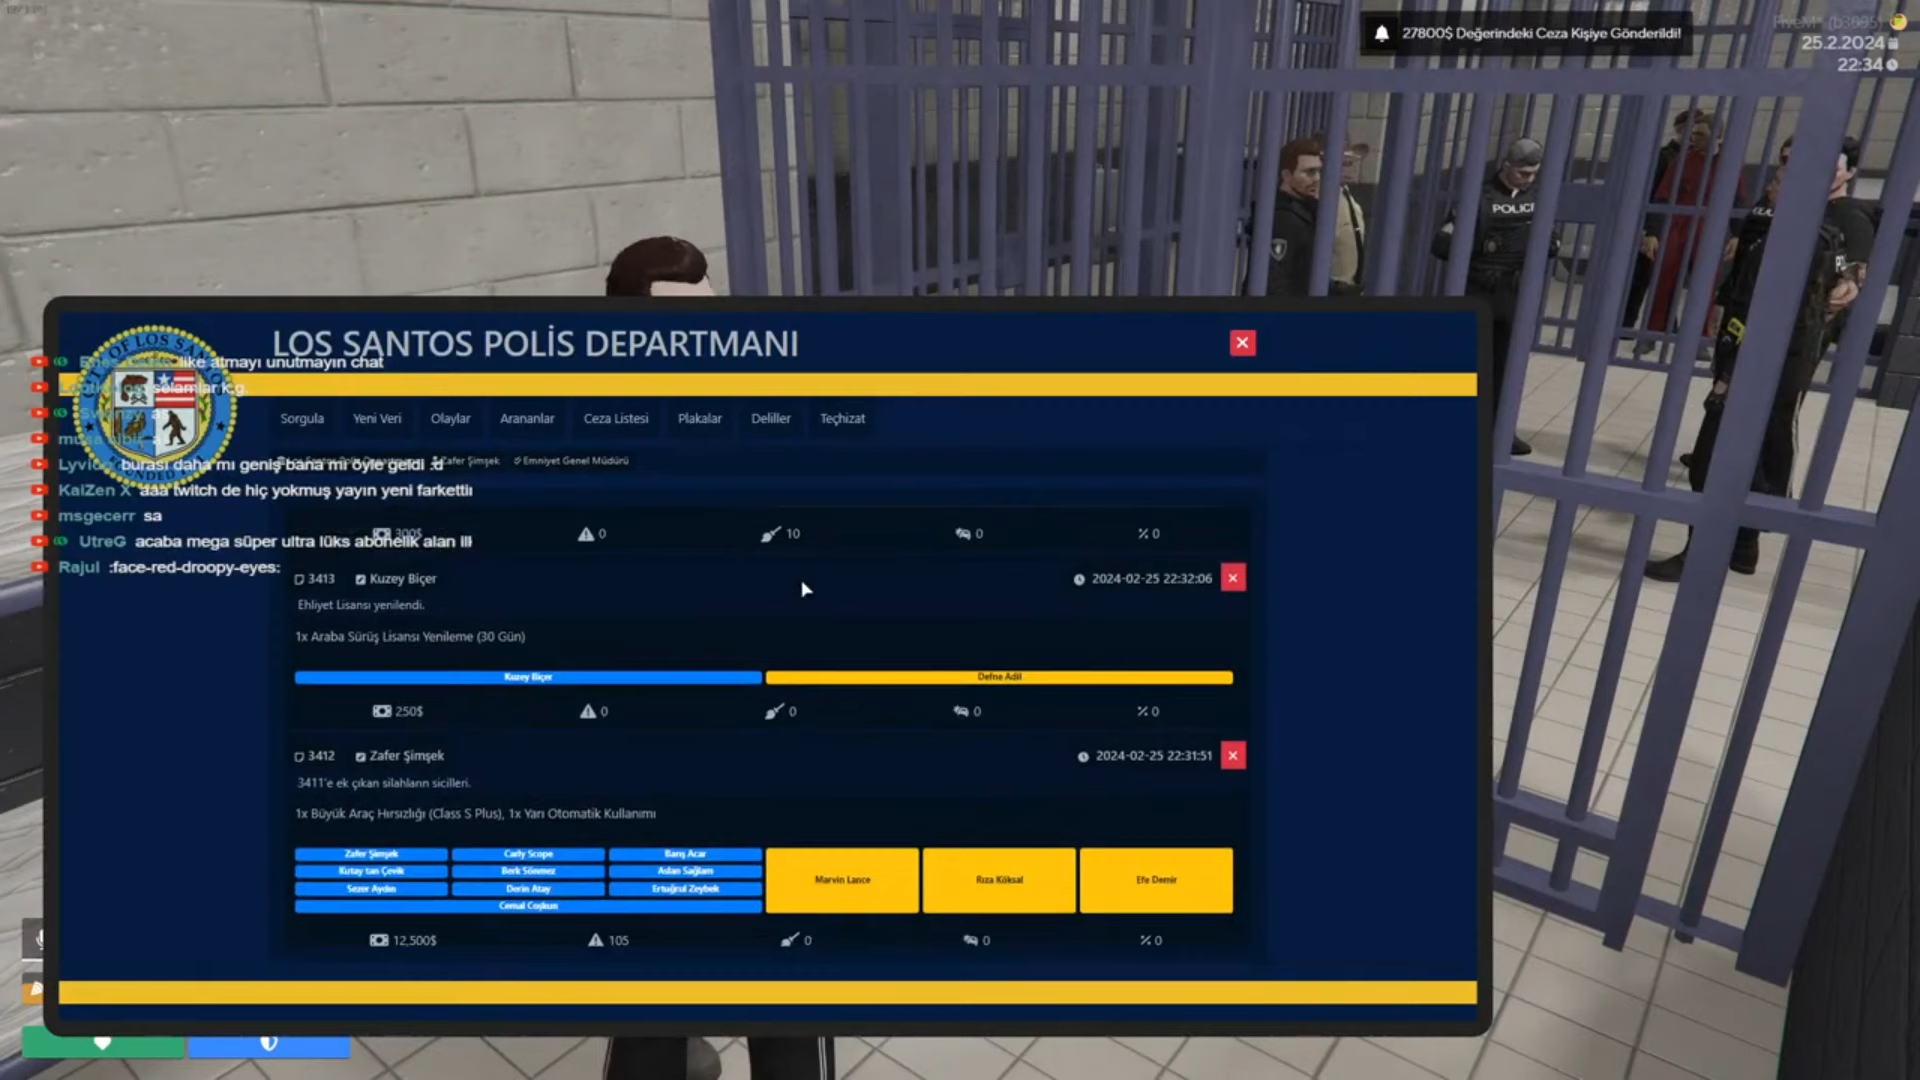 27800$ Değerindeki Ceza Kişiye Gönderildi!
FiveM* (b3095)
25.2.2024
22:34
POLICE
LOS SANTOS POLİS DEPARTMANI
like atmayı unutmayın chat
selamlar k.g.
as
Sorgula Yeni Veri Olaylar Arananlar Ceza Listesi Plakalar Deliller Teçhizat
Zafer Şimşek Emniyet Genel Müdürü
burası daha mı geniş bana mı öyle geldi :d
KaiZen X aaa twitch de hiç yokmuş yayın yeni farkettir
msgecerr sa
UtreG acaba mega süper ultra lüks abonelik alan ilk
Rajul :face-red-droopy-eyes:
300$ 0 10 0 % 0
3413 Kuzey Biçer 2024-02-25 22:32:06
Ehliyet Lisansı yenilendi.
1x Araba Sürüş Lisansı Yenileme (30 Gün)
Kuzey Biçer Defne Adil
250$ 0 0 0 % 0
3412 Zafer Şimşek 2024-02-25 22:31:51
3411'e ek çıkan silahların sicilleri.
1x Büyük Araç Hırsızlığı (Class S Plus), 1x Yarı Otomatik Kullanımı
Zafer Şimşek Carly Scope Barış Acar
Kutay tan Çevik Berk Sönmez Aslan Sağlam
Sezer Aydın Derin Atay Ertuğrul Zeybek
Cemal Coşkun
Marvin Lance Rıza Köksal Efe Demir
12,500$ 105 0 0 % 0